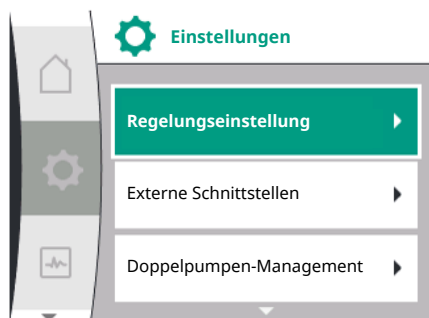 Einstellungen
Regelungseinstellung
Externe Schnittstellen
Doppelpumpen-Management